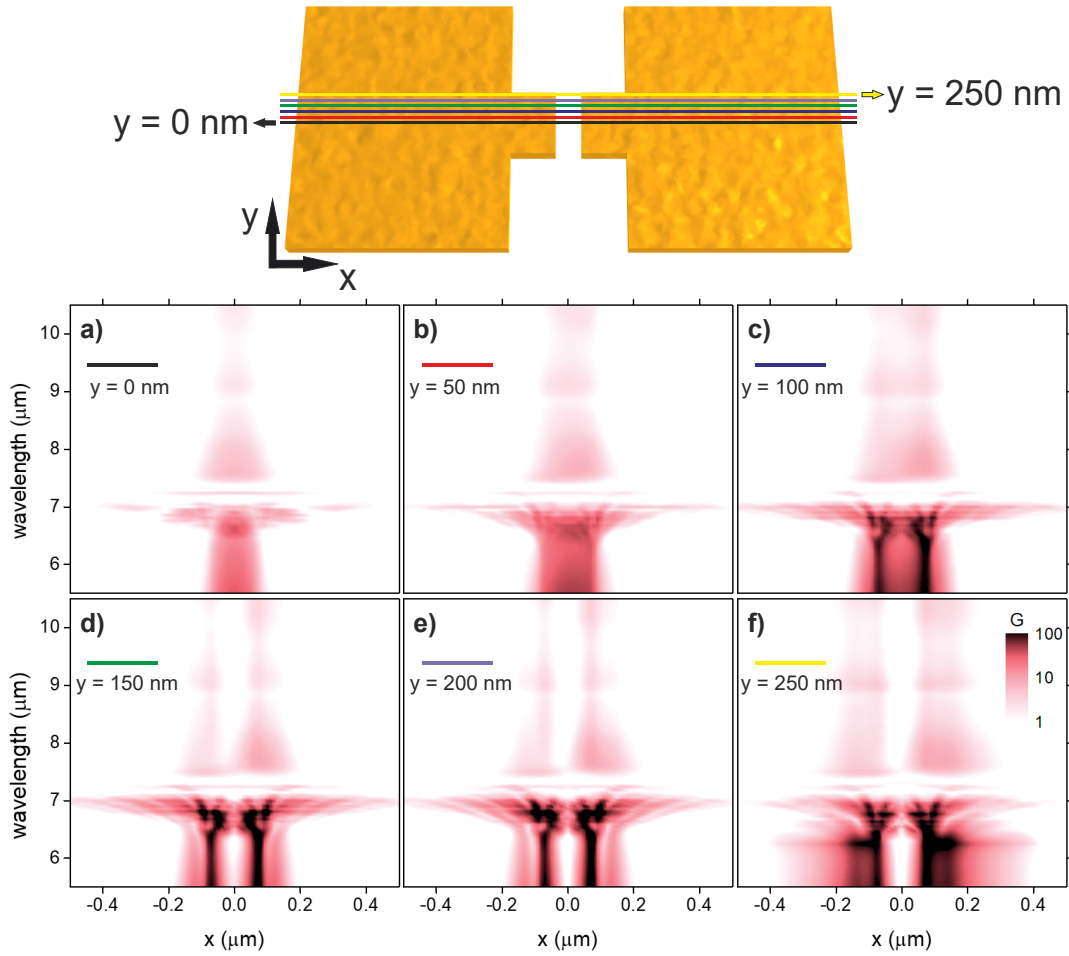 y = 250 nm
y = 0 nm
y
x
a)
y = 0 nm
b)
y = 50 nm
c)
y = 100 nm
10
9
8
7
6
wavelength (μm)
d)
y = 150 nm
e)
y = 200 nm
f)
y = 250 nm
G
100
10
1
10
9
8
7
6
wavelength (μm)
-0.4 -0.2 0.0 0.2 0.4
-0.4 -0.2 0.0 0.2 0.4
-0.4 -0.2 0.0 0.2 0.4
x (μm)
x (μm)
x (μm)